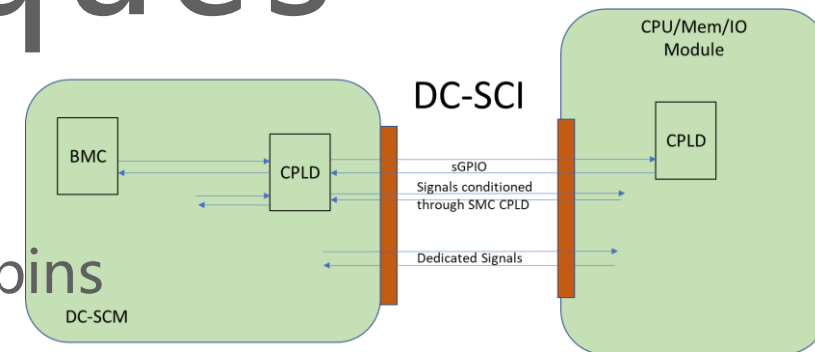 ques
CPU/Mem/IO
Module
DC-SCI
BMC
CPLD
CPLD
sGPIO
Signals conditioned
through SMC CPLD
Dedicated Signals
pins
DC-SCM